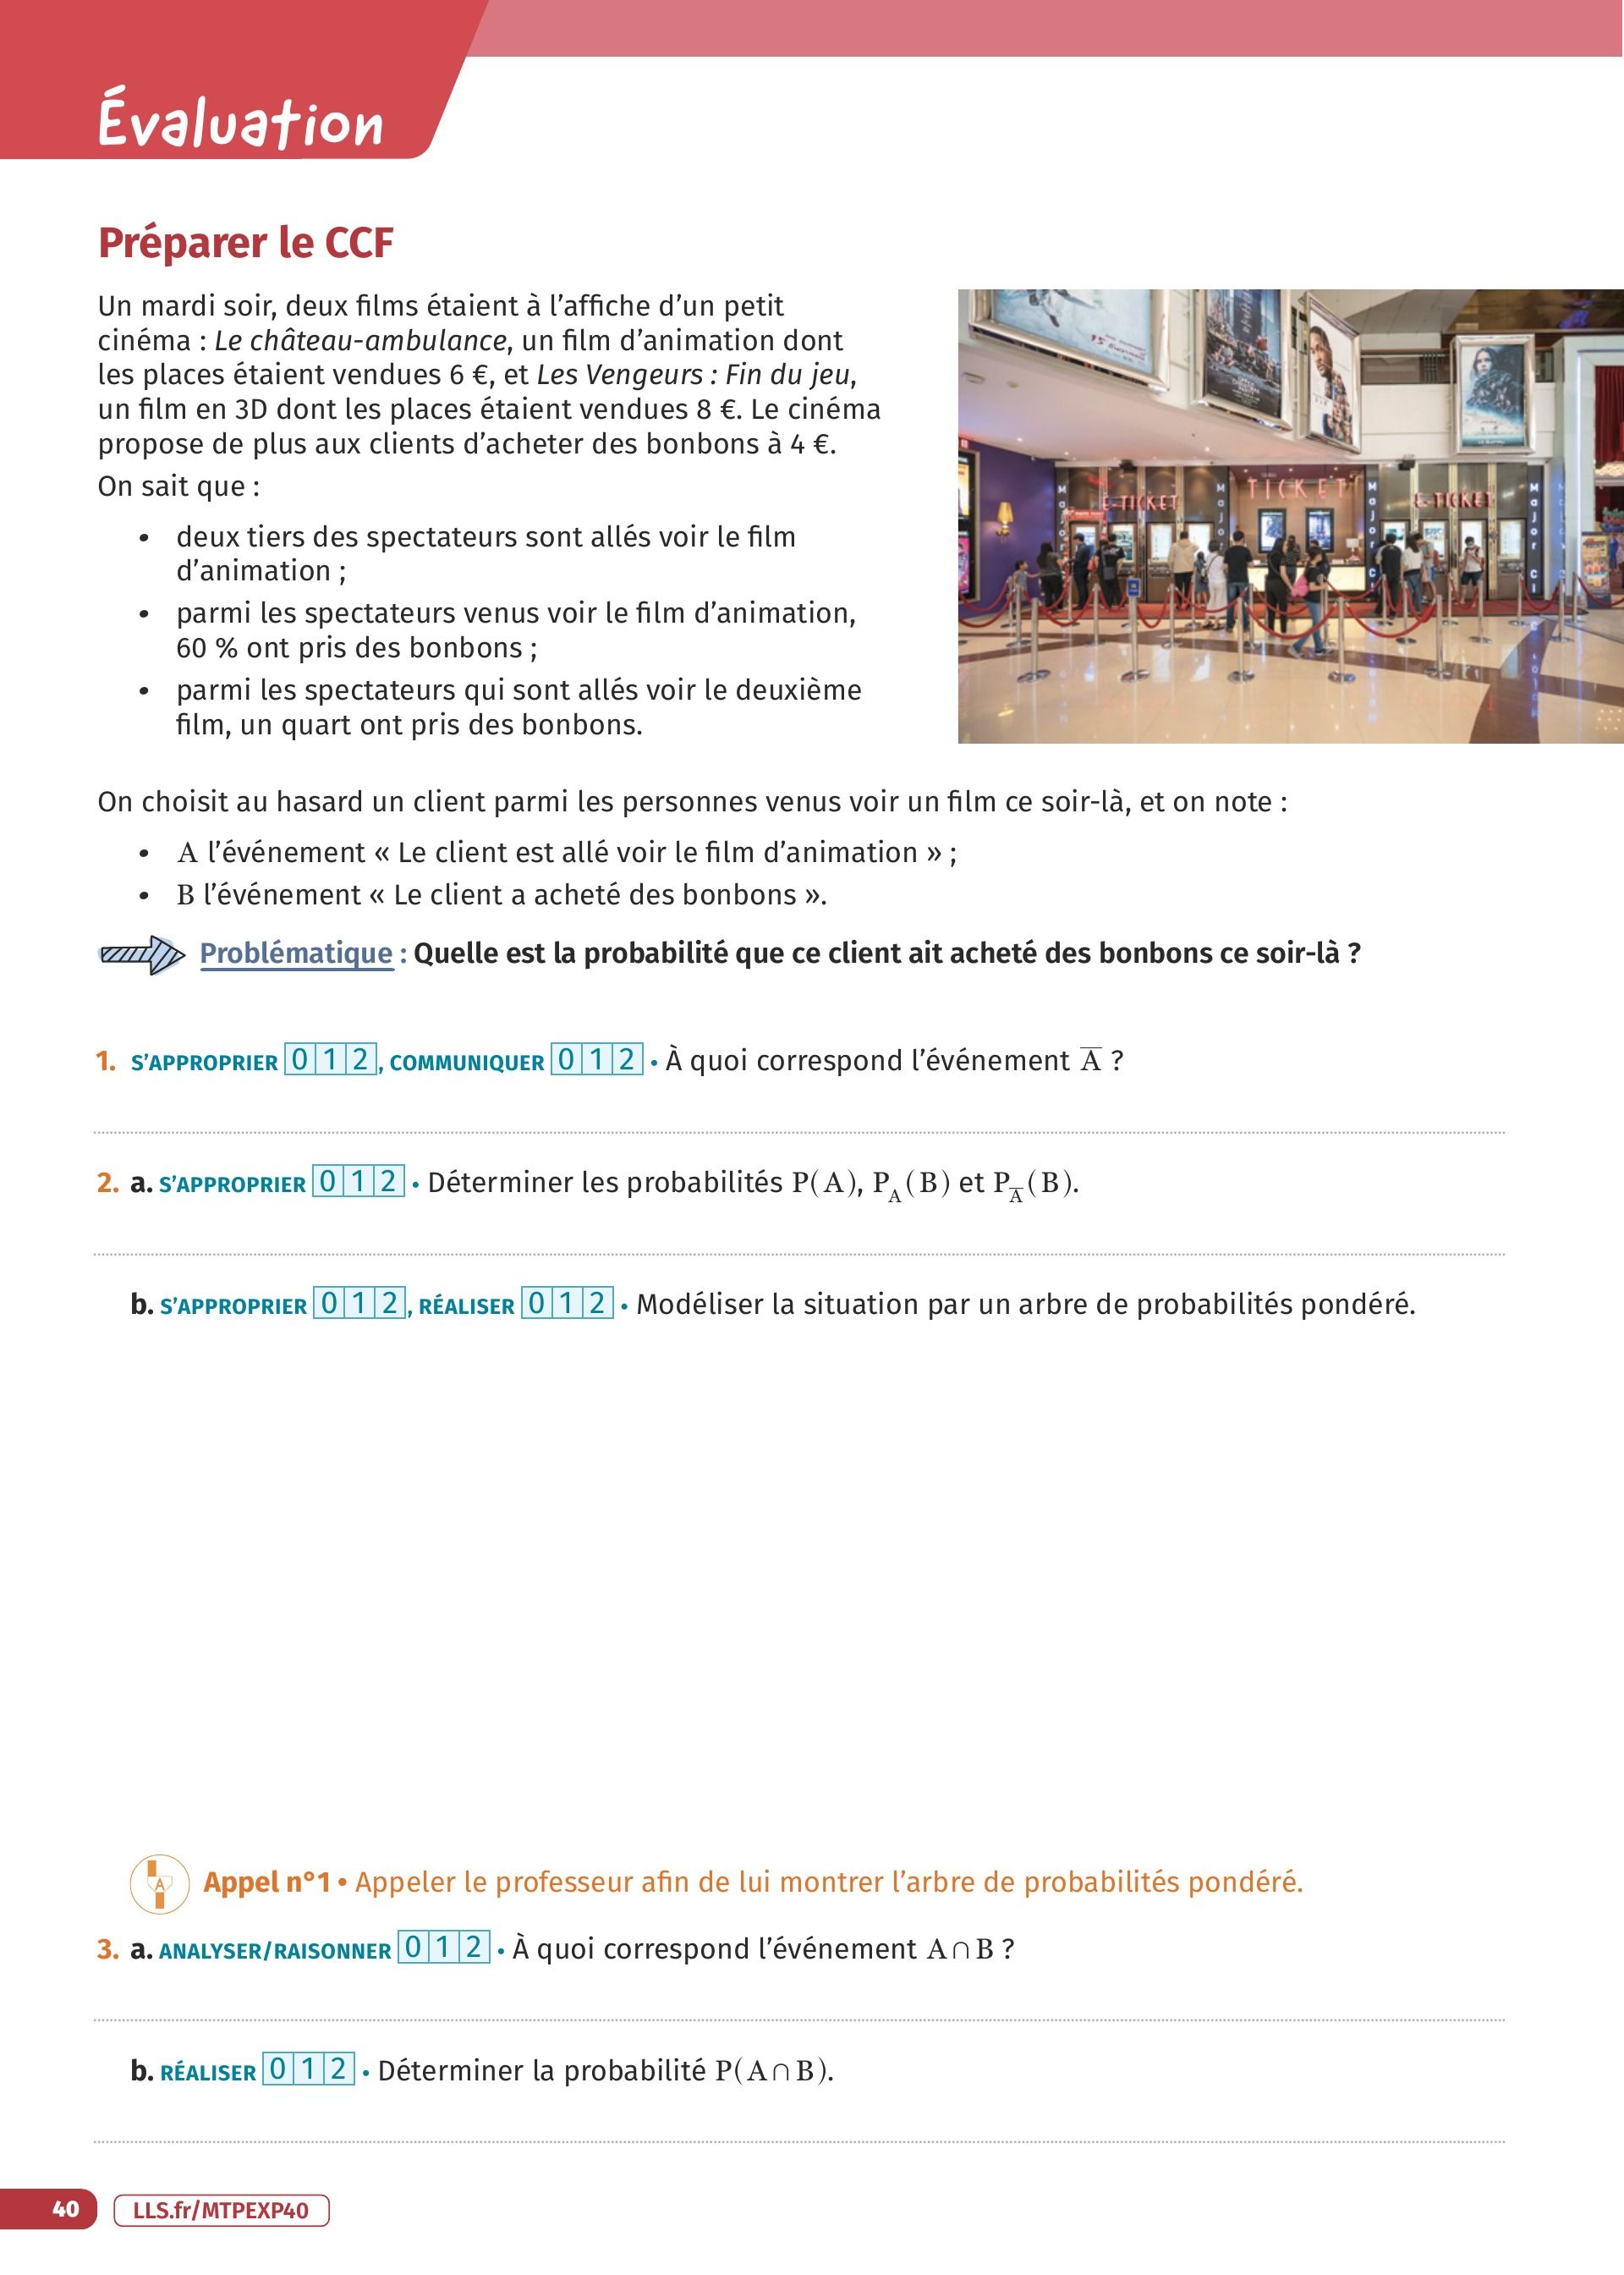 Évaluation
Préparer le CCF
Un mardi soir, deux films étaient à l’affiche d’un petit
cinéma : Le château-ambulance, un film d’animation dont
les places étaient vendues 6 €, et Les Vengeurs : Fin du jeu,
un film en 3D dont les places étaient vendues 8 €. Le cinéma
propose de plus aux clients d’acheter des bonbons à 4 €.
On sait que :
• deux tiers des spectateurs sont allés voir le film
d’animation ;
• parmi les spectateurs venus voir le film d’animation,
60 % ont pris des bonbons ;
• parmi les spectateurs qui sont allés voir le deuxième
film, un quart ont pris des bonbons.
E-TICKET
TICKET
E-TICKET
Major
Major
Major
Major
On choisit au hasard un client parmi les personnes venus voir un film ce soir-là, et on note :
• A l’événement « Le client est allé voir le film d’animation » ;
• B l’événement « Le client a acheté des bonbons ».
Problématique : Quelle est la probabilité que ce client ait acheté des bonbons ce soir-là ?
1. S’APPROPRIER 0 1 2, COMMUNIQUER 0 1 2 • À quoi correspond l’événement A̅ ?
2. a. S’APPROPRIER 0 1 2 • Déterminer les probabilités P(A), P_A(B) et P_A̅(B).
b. S’APPROPRIER 0 1 2, RÉALISER 0 1 2 • Modéliser la situation par un arbre de probabilités pondéré.
A
Appel n°1 • Appeler le professeur afin de lui montrer l’arbre de probabilités pondéré.
3. a. ANALYSER/RAISONNER 0 1 2 • À quoi correspond l’événement A∩B ?
b. RÉALISER 0 1 2 • Déterminer la probabilité P(A∩B).
40
LLS.fr/MTPEXP40